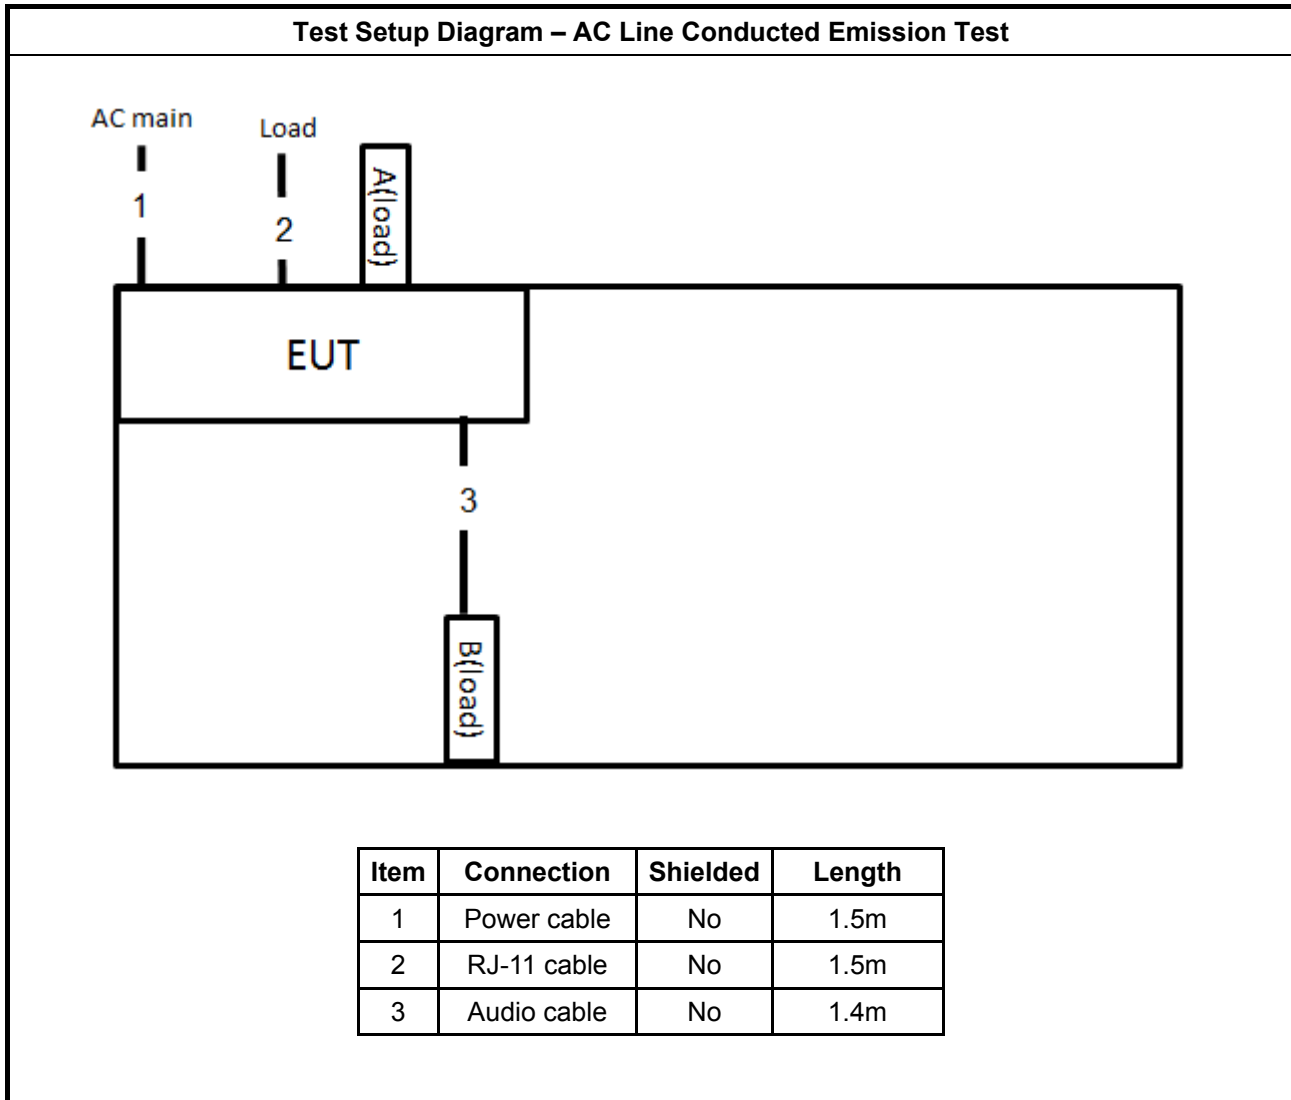 Test Setup Diagram – AC Line Conducted Emission Test
AC main
Load
A(load)
1
2
EUT
3
B(load)
Item Connection Shielded Length
1 Power cable No 1.5m
2 RJ-11 cable No 1.5m
3 Audio cable No 1.4m